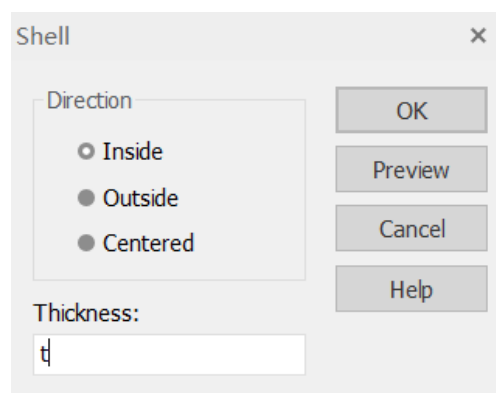 Shell
Direction
Inside
Outside
Centered
Thickness:
t
OK
Preview
Cancel
Help